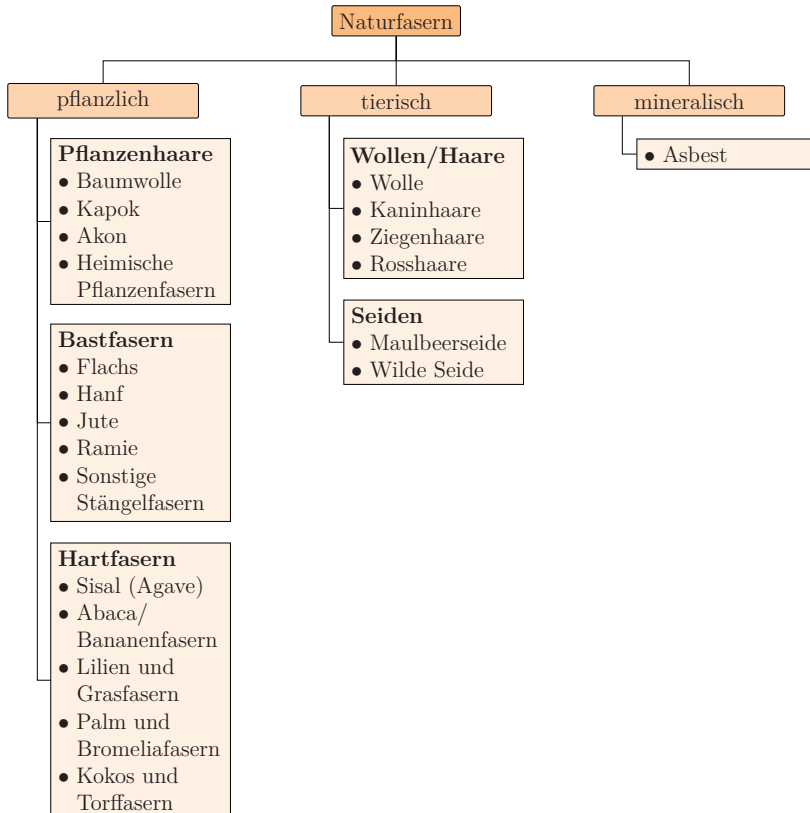 Naturfasern
pflanzlich
Pflanzenhaare
• Baumwolle
• Kapok
• Akon
• Heimische
Pflanzenfasern
Bastfasern
• Flachs
• Hanf
• Jute
• Ramie
• Sonstige
Stängelfasern
Hartfasern
• Sisal (Agave)
• Abaca/
Bananenfasern
• Lilien und
Grasfasern
• Palm und
Bromeliafasern
• Kokos und
Torffasern
tierisch
Wollen/Haare
• Wolle
• Kaninhaare
• Ziegenhaare
• Rosshaare
Seiden
• Maulbeerseide
• Wilde Seide
mineralisch
• Asbest